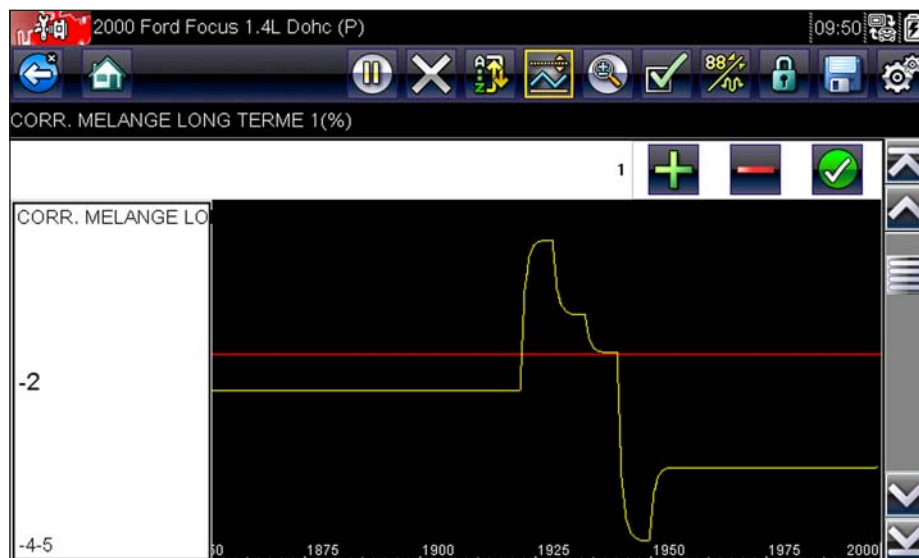 2000 Ford Focus 1.4L Dohc (P)
09:50
CORR. MELANGE LONG TERME 1(%)
1
CORR. MELANGE LO
-2
-4-5
50 1875 1900 1925 1950 1975 2000